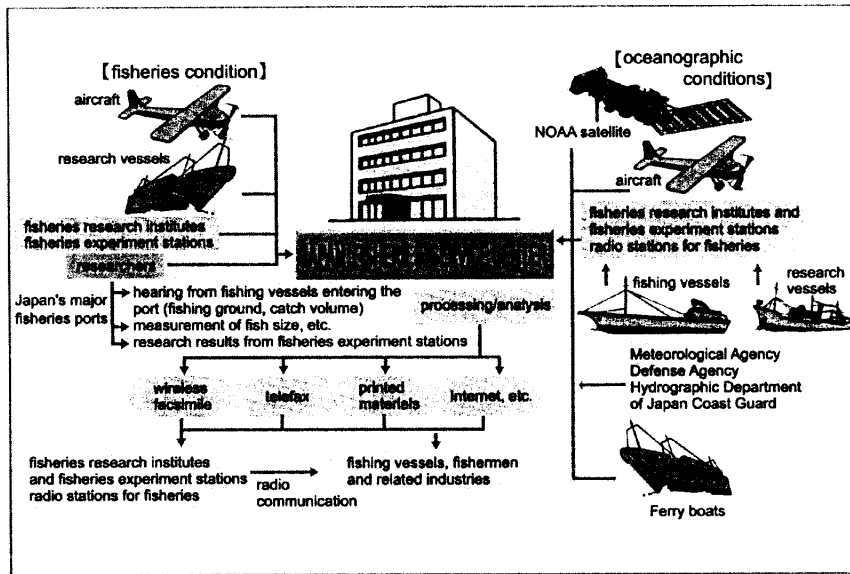 [fisheries condition]
aircraft
research vessels
fisheries research institutes
fisheries experiment stations
researchers
Japan's major
fisheries ports
hearing from fishing vessels entering the
port (fishing ground, catch volume)
measurement of fish size, etc.
research results from fisheries experiment stations
processing/analysis
[oceanographic
conditions]
NOAA satellite
aircraft
fisheries research institutes and
fisheries experiment stations
radio stations for fisheries
fishing vessels
research
vessels
Meteorological Agency
Defense Agency
Hydrographic Department
of Japan Coast Guard
Ferry boats
wireless
facsimile
telefax
printed
materials
internet, etc.
fisheries research institutes
and fisheries experiment stations
radio stations for fisheries
radio
communication
fishing vessels, fishermen
and related industries